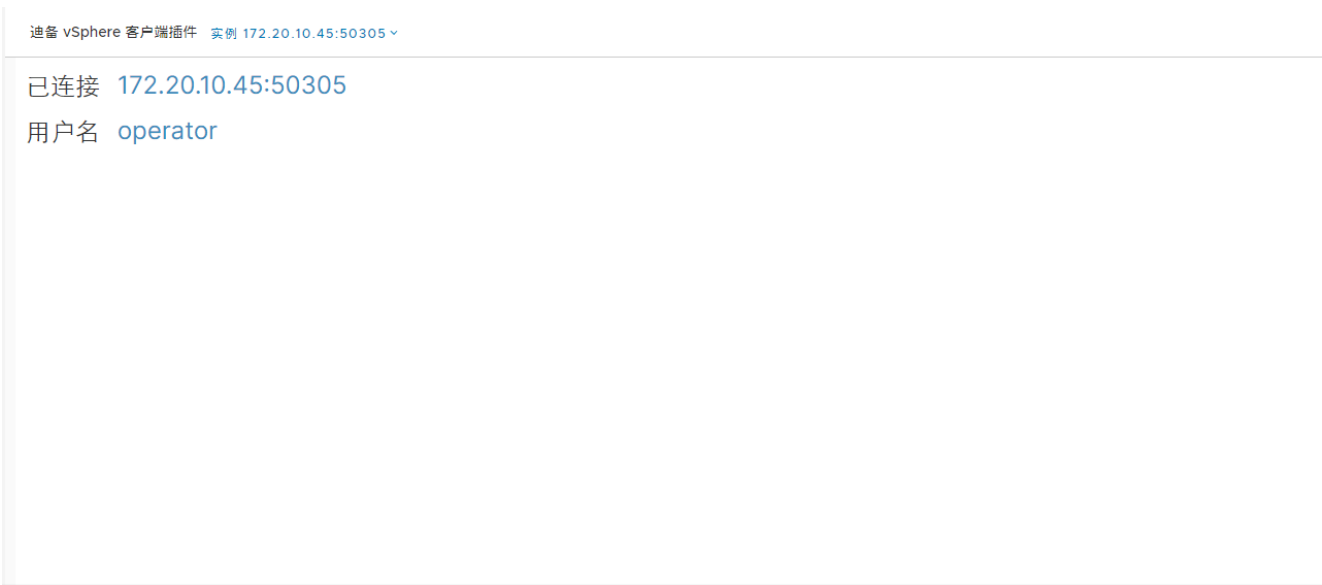 迪备 vSphere 客户端插件 实例 172.20.10.45:50305
已连接 172.20.10.45:50305
用户名 operator